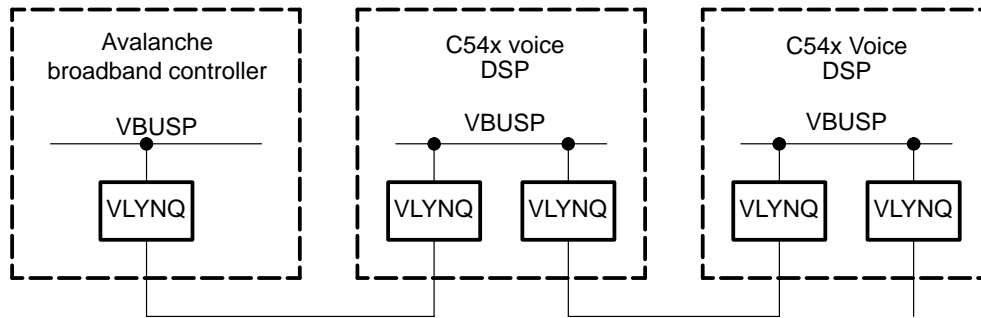 Avalanche
broadband controller
VBUSP
VLYNQ
C54x voice
DSP
VBUSP
VLYNQ
VLYNQ
C54x Voice
DSP
VBUSP
VLYNQ
VLYNQ